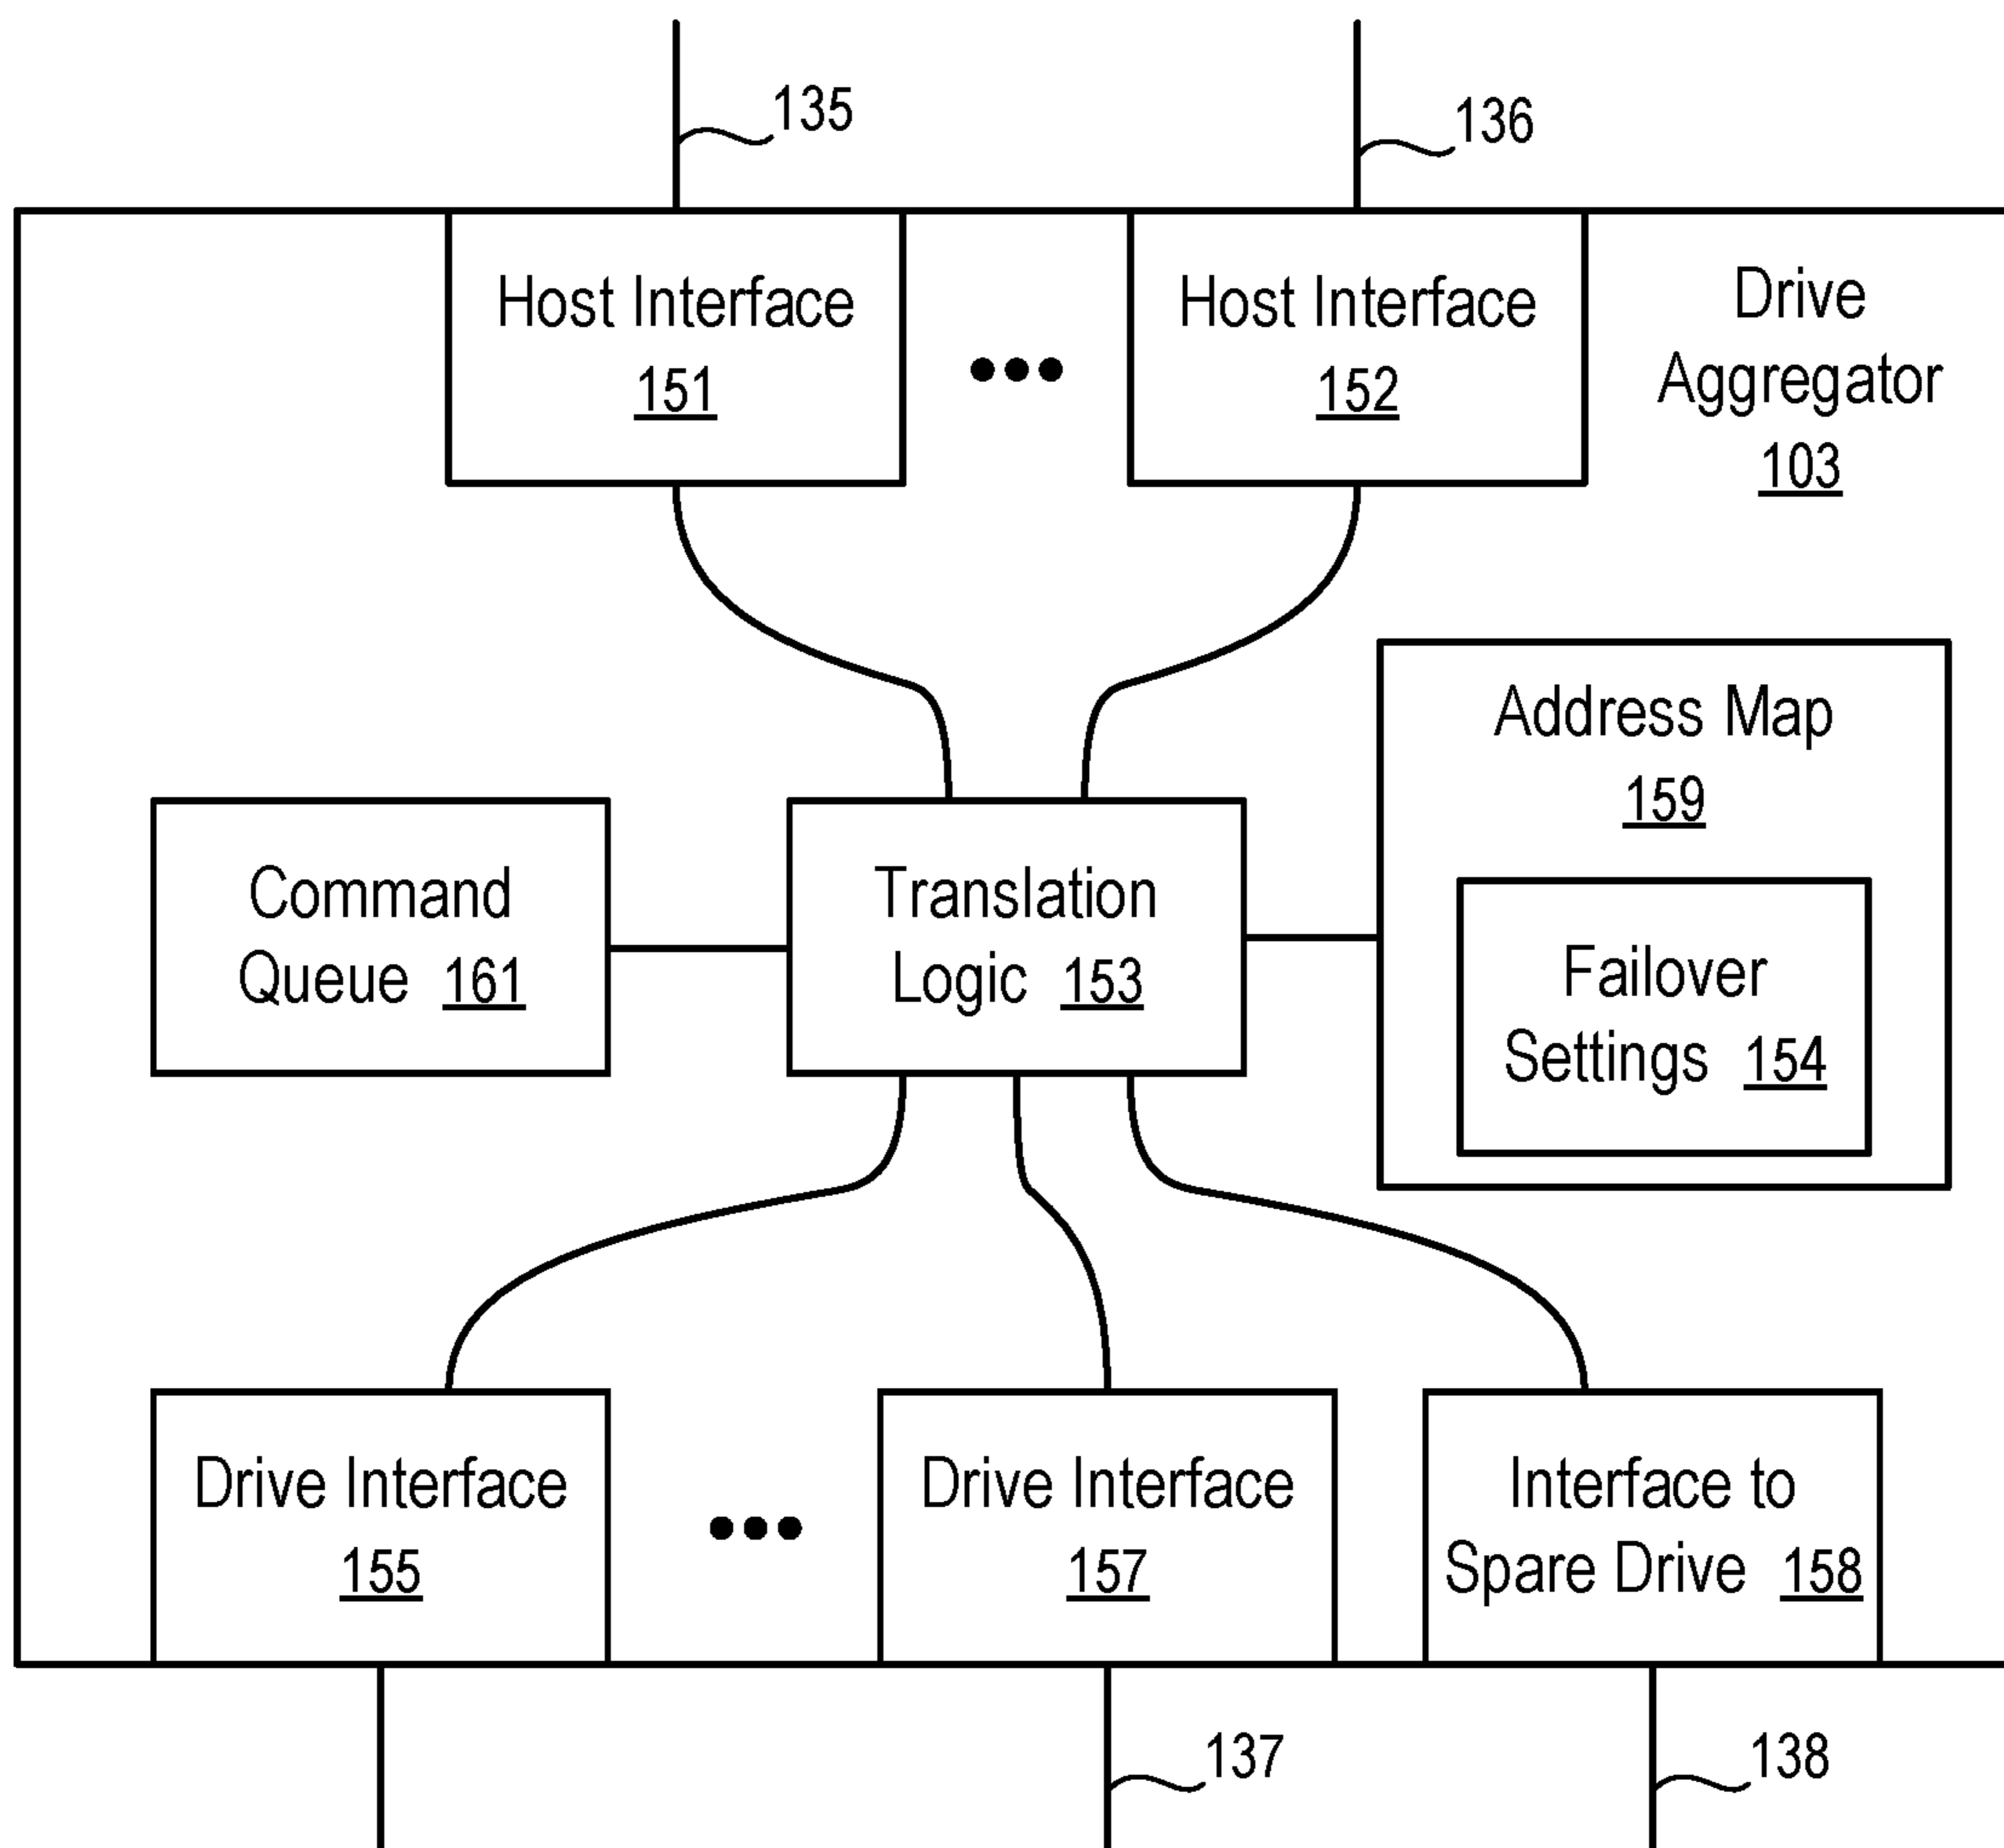 135
136
Host Interface
151
Host Interface
152
Drive
Aggregator
103
Address Map
159
Command
Queue 161
Translation
Logic 153
Failover
Settings 154
Drive Interface
155
Drive Interface
157
Interface to
Spare Drive 158
137
138